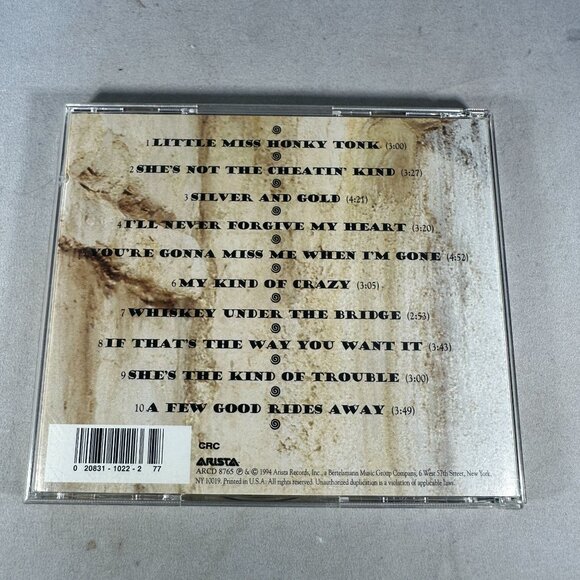 1 LITTLE MISS HONKY TONK (3:00)
2 SHE'S NOT THE CHEATIN' KIND (3:27)
3 SILVER AND GOLD (4:21)
4 I'LL NEVER FORGIVE MY HEART (3:20)
YOU'RE GONNA MISS ME WHEN I'M GONE (4:52)
6 MY KIND OF CRAZY (3:05)
7 WHISKEY UNDER THE BRIDGE (2:53)
8 IF THAT'S THE WAY YOU WANT IT (3:43)
9 SHE'S THE KIND OF TROUBLE (3:00)
10 A FEW GOOD RIDES AWAY (3:49)
CRC
ARISTA
0 20831 - 1022 - 2 77
ARCD 8765 ℗ & © 1994 Arista Records, Inc., a Bertelsmann Music Group Company, 6 West 57th Street, New York,
NY 10019. Printed in U.S.A. All rights reserved. Unauthorized duplication is a violation of applicable laws.